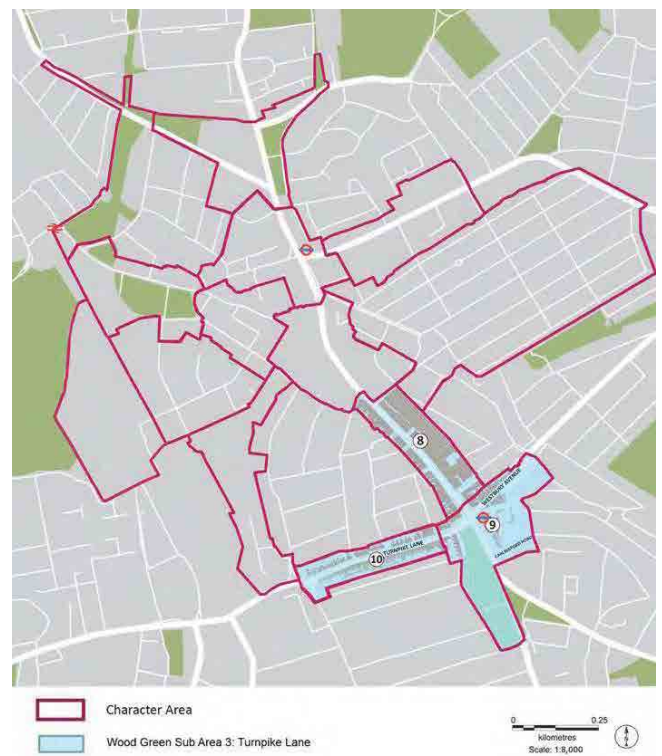 8
WESTBURY AVENUE
9
TURNPIKE LANE
10
Character Area
Wood Green Sub Area 3: Turnpike Lane
0 0.25
kilometres
Scale: 1:8,000